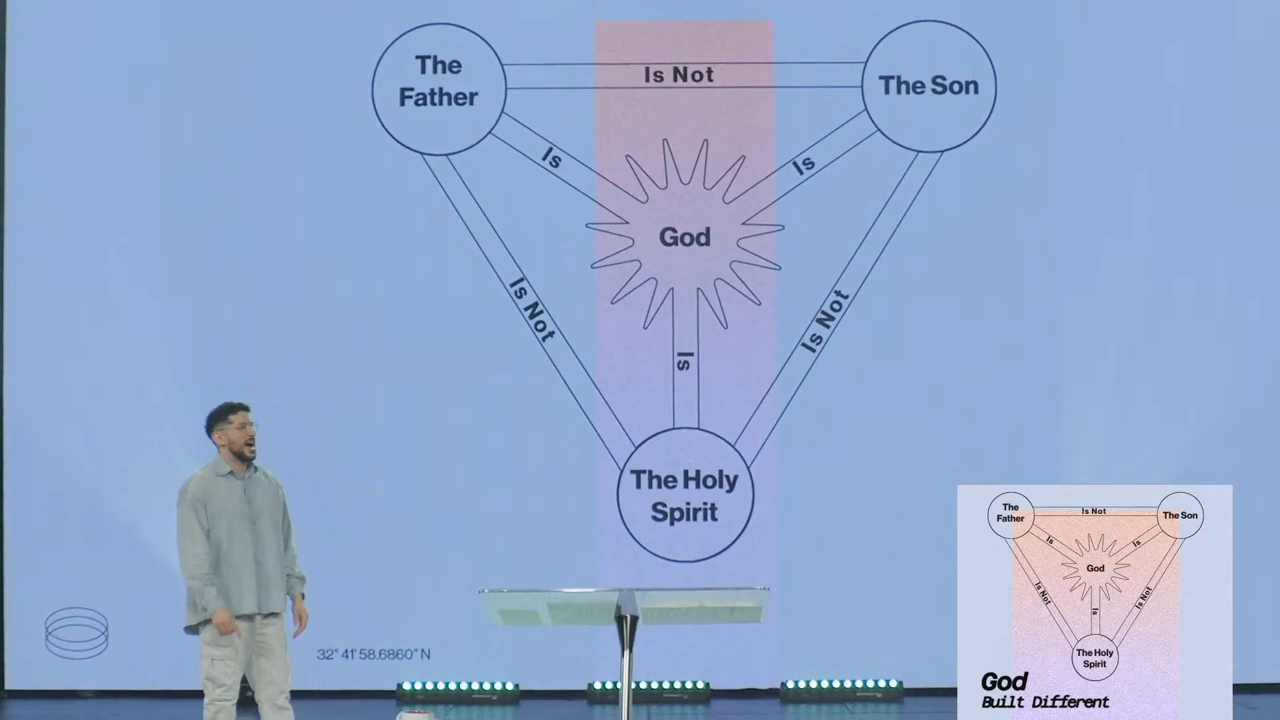 The
Father
Is Not
The Son
Is
Is
God
Is Not
Is Not
Is
The Holy
Spirit
32° 41' 58.6860" N
The
Father
Is Not
The Son
Is
Is
God
Is Not
Is Not
Is
The Holy
Spirit
God
Built Different